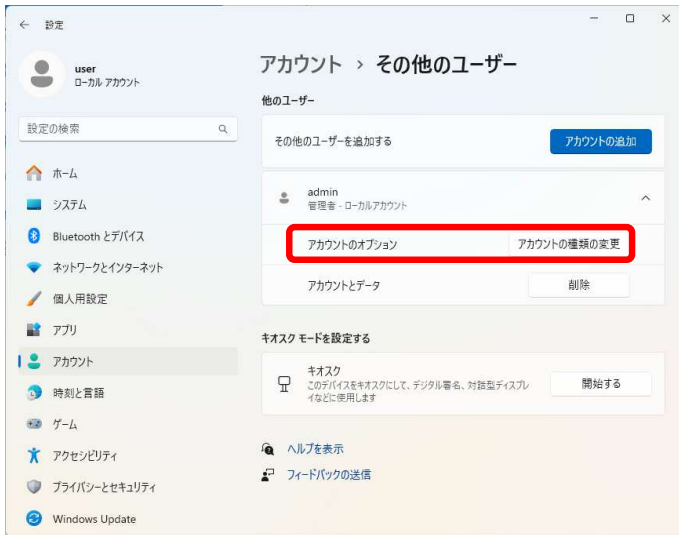 設定
user
ローカル アカウント
設定の検索
ホーム
システム
Bluetooth とデバイス
ネットワークとインターネット
個人用設定
アプリ
アカウント
時刻と言語
ゲーム
アクセシビリティ
プライバシーとセキュリティ
Windows Update
アカウント › その他のユーザー
他のユーザー
その他のユーザーを追加する
アカウントの追加
admin
管理者 - ローカルアカウント
アカウントのオプション
アカウントの種類の変更
アカウントとデータ
削除
キオスク モードを設定する
キオスク
このデバイスをキオスクにして、デジタル署名、対話型ディスプレ
イなどに使用します
開始する
ヘルプを表示
フィードバックの送信